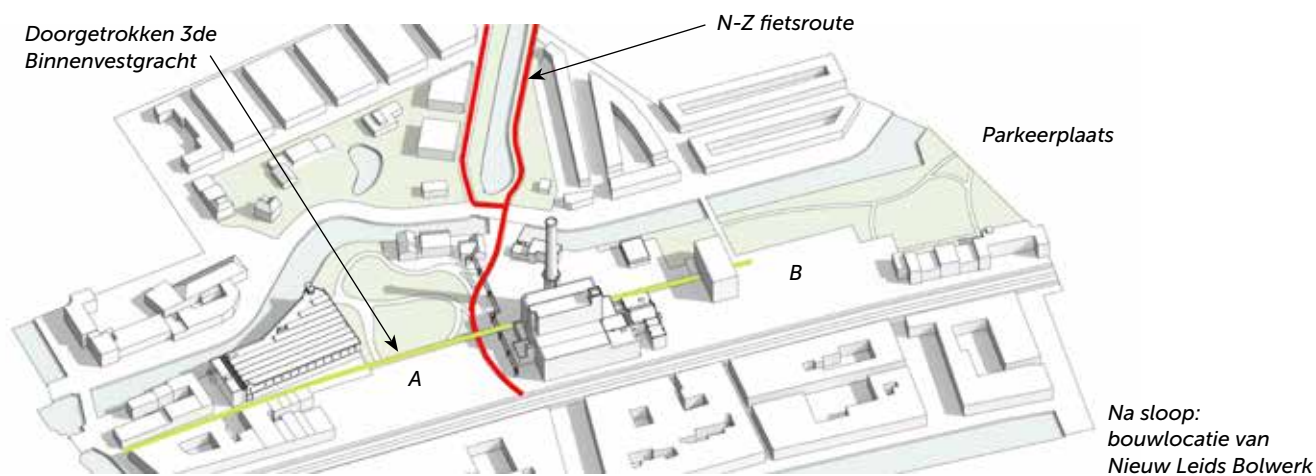 Doorgetrokken 3de
Binnenvestgracht
N-Z fietsroute
Parkeerplaats
A
B
Na sloop:
bouwlocatie van
Nieuw Leids Bolwerk